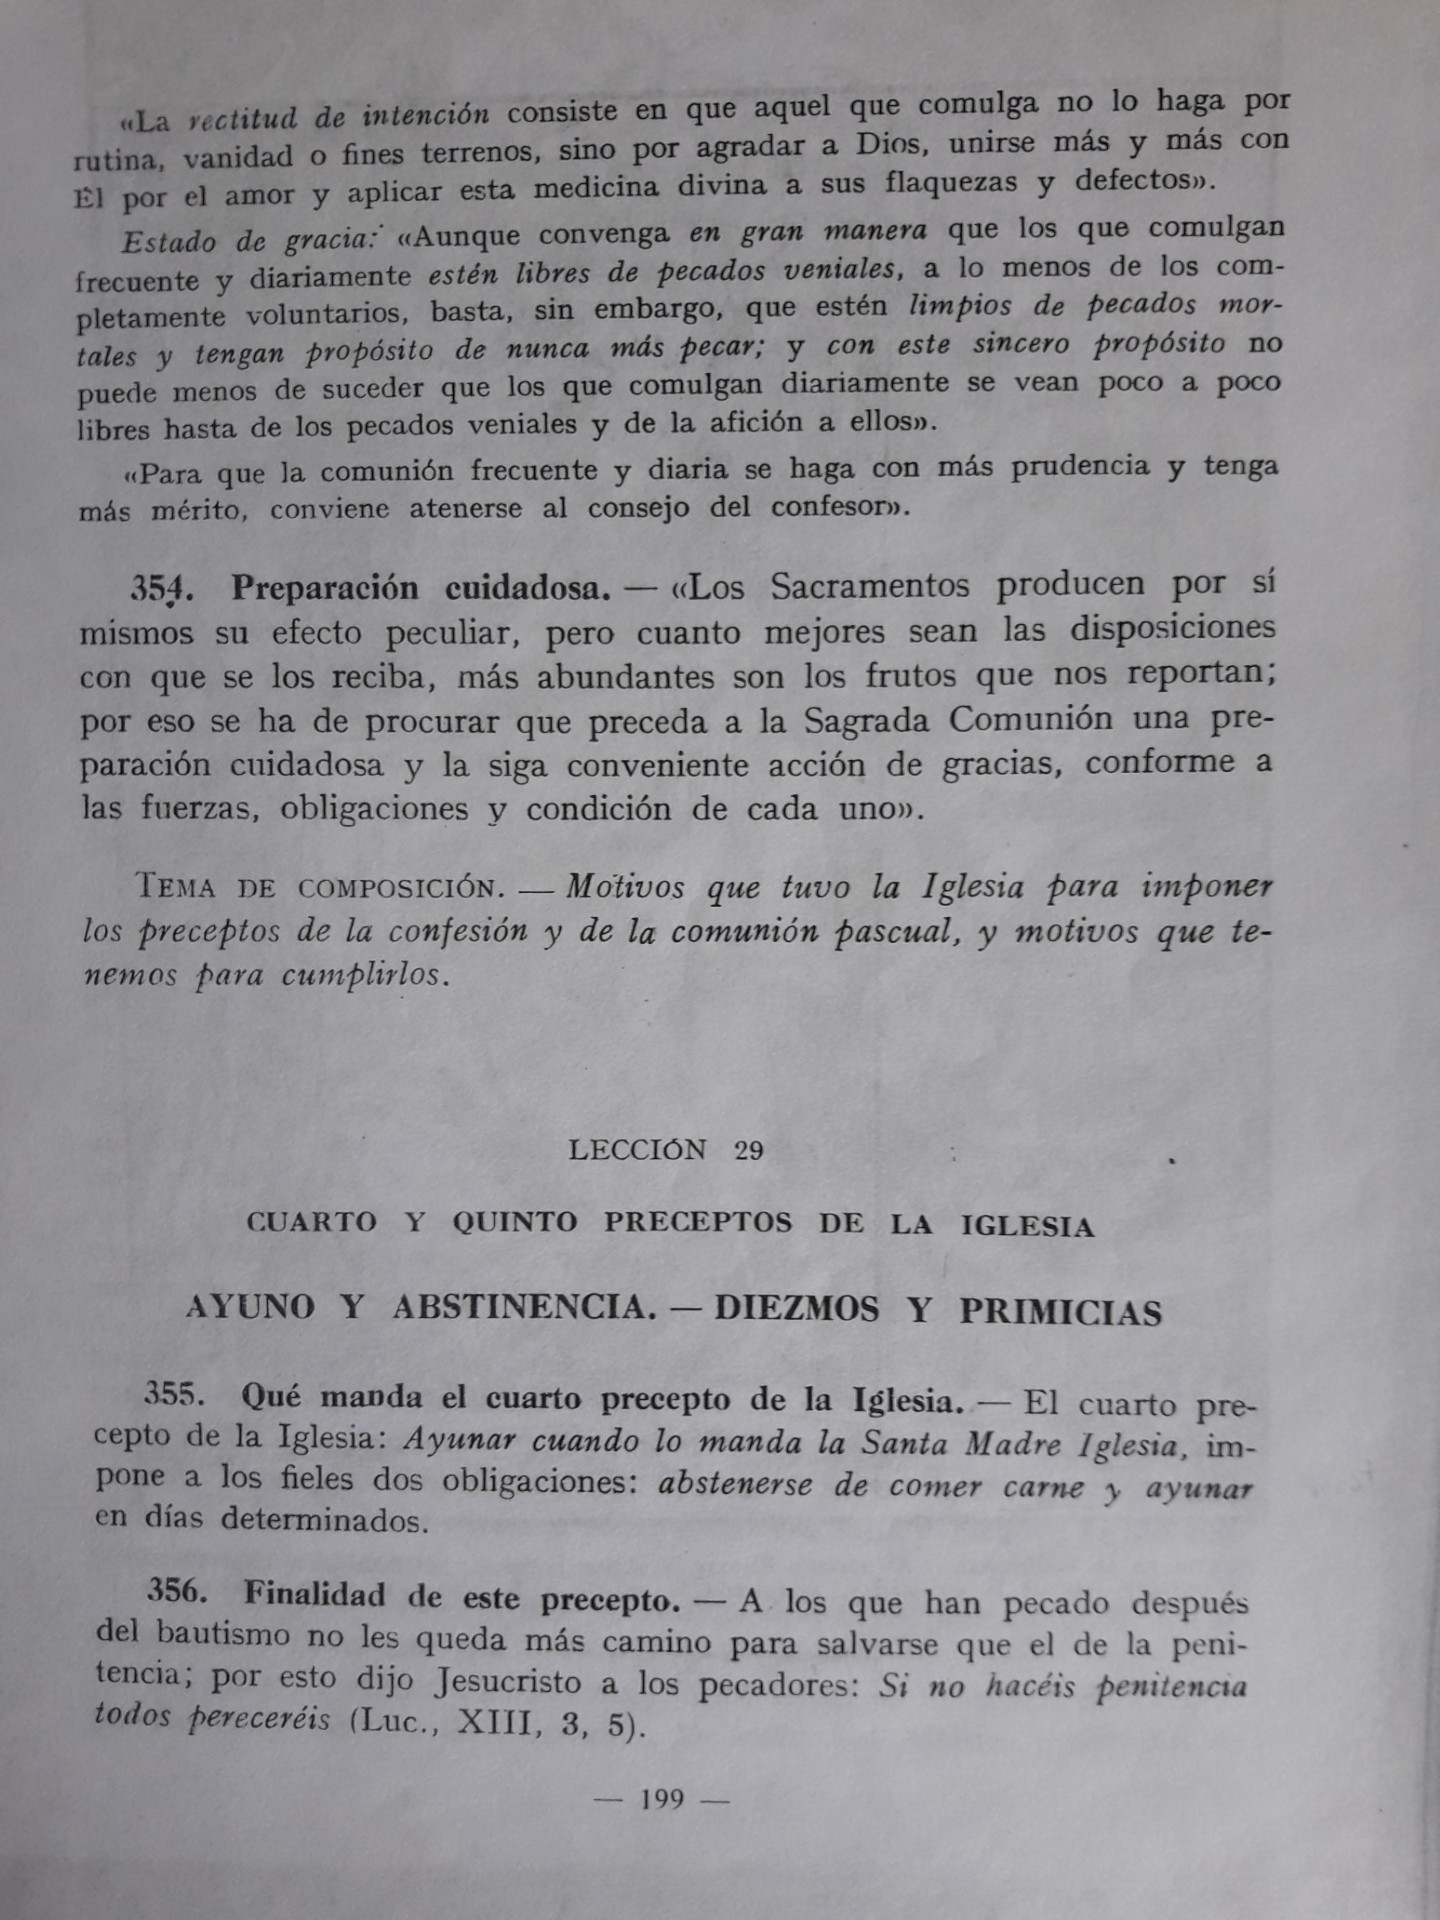 «La rectitud de intención consiste en que aquel que comulga no lo haga por
rutina, vanidad o fines terrenos, sino por agradar a Dios, unirse más y más con
Él por el amor y aplicar esta medicina divina a sus flaquezas y defectos».
Estado de gracia: «Aunque convenga en gran manera que los que comulgan
frecuente y diariamente estén libres de pecados veniales, a lo menos de los com-
pletamente voluntarios, basta, sin embargo, que estén limpios de pecados mor-
tales y tengan propósito de nunca más pecar; y con este sincero propósito no
puede menos de suceder que los que comulgan diariamente se vean poco a poco
libres hasta de los pecados veniales y de la afición a ellos».
«Para que la comunión frecuente y diaria se haga con más prudencia y tenga
más mérito, conviene atenerse al consejo del confesor».
354. Preparación cuidadosa. — «Los Sacramentos producen por sí
mismos su efecto peculiar, pero cuanto mejores sean las disposiciones
con que se los reciba, más abundantes son los frutos que nos reportan;
por eso se ha de procurar que preceda a la Sagrada Comunión una pre-
paración cuidadosa y la siga conveniente acción de gracias, conforme a
las fuerzas, obligaciones y condición de cada uno».
TEMA DE COMPOSICIÓN. — Motivos que tuvo la Iglesia para imponer
los preceptos de la confesión y de la comunión pascual, y motivos que te-
nemos para cumplirlos.
LECCIÓN 29
CUARTO Y QUINTO PRECEPTOS DE LA IGLESIA
AYUNO Y ABSTINENCIA. — DIEZMOS Y PRIMICIAS
355. Qué manda el cuarto precepto de la Iglesia. — El cuarto pre-
cepto de la Iglesia: Ayunar cuando lo manda la Santa Madre Iglesia, im-
pone a los fieles dos obligaciones: abstenerse de comer carne y ayunar
en días determinados.
356. Finalidad de este precepto. — A los que han pecado después
del bautismo no les queda más camino para salvarse que el de la peni-
tencia; por esto dijo Jesucristo a los pecadores: Si no hacéis penitencia
todos pereceréis (Luc., XIII, 3, 5).
— 199 —